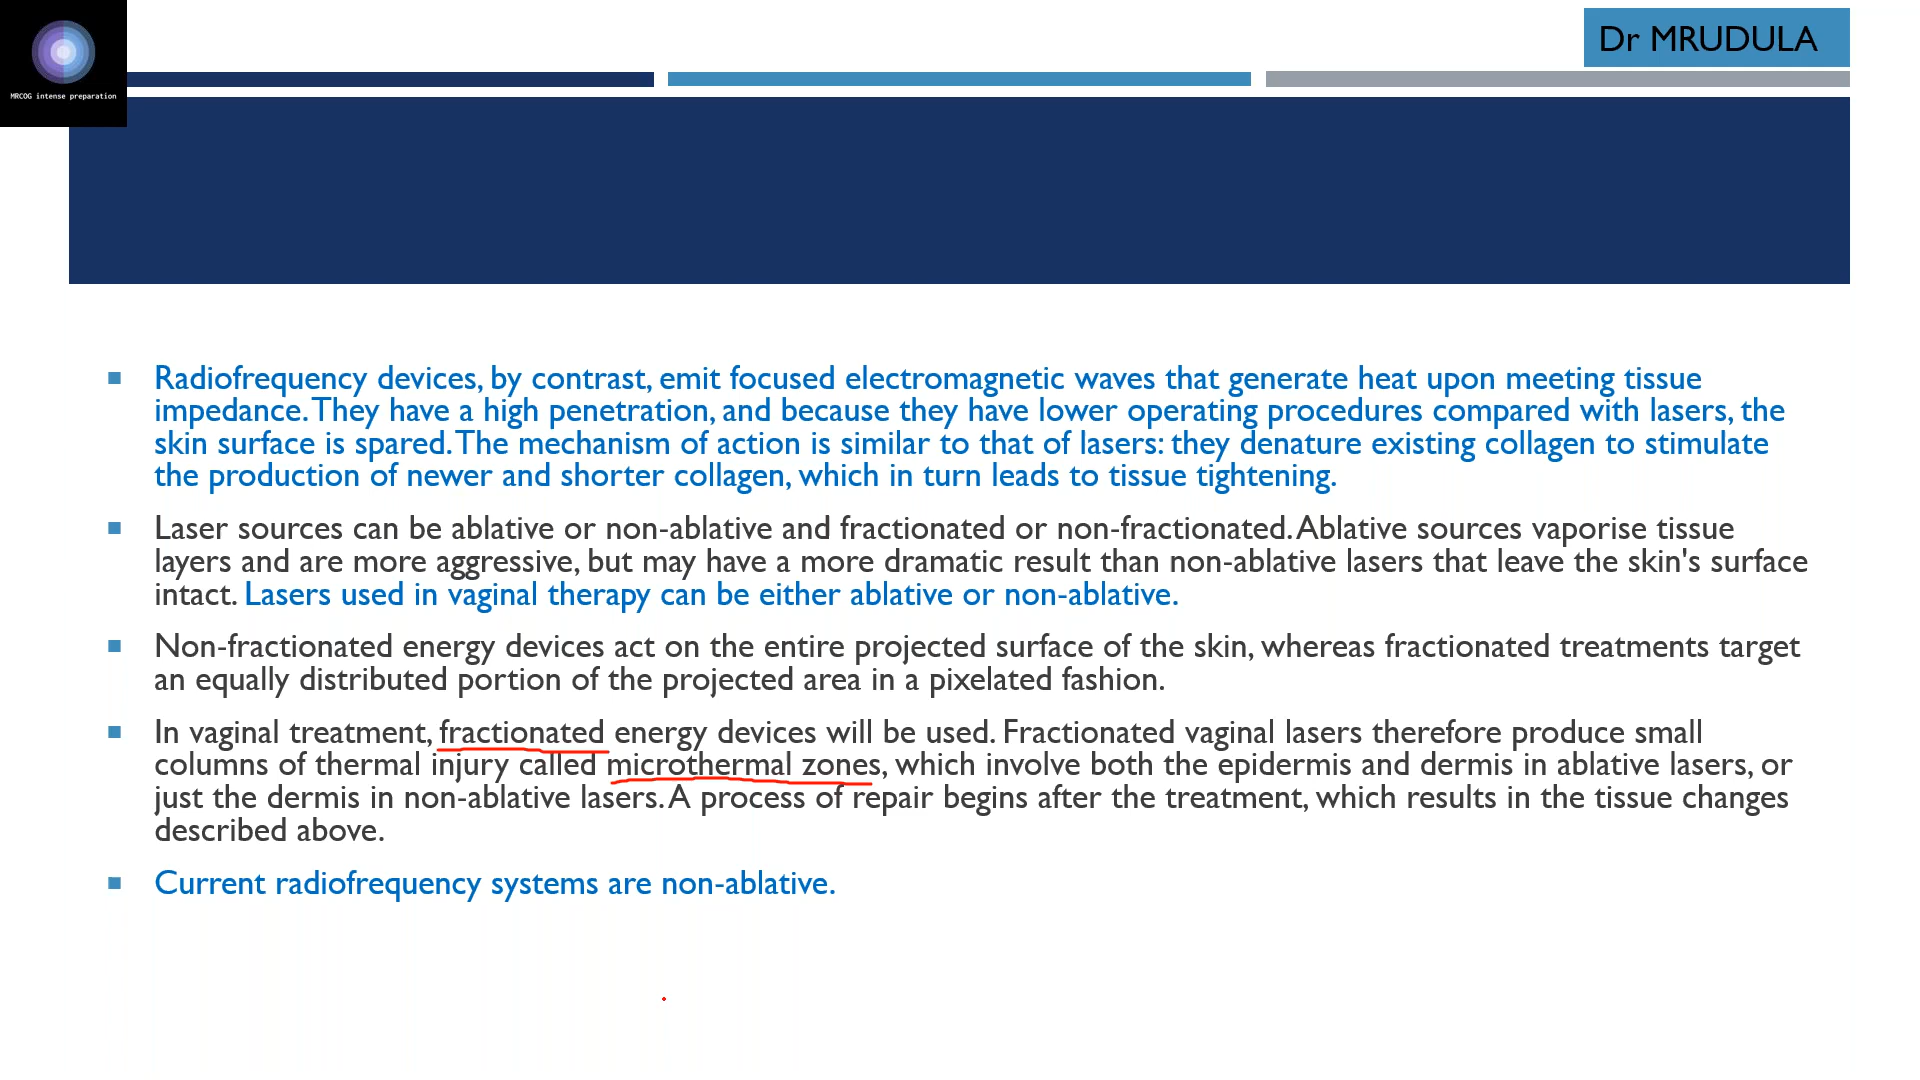 Dr MRUDULA
MRCOG intense preparation
Radiofrequency devices, by contrast, emit focused electromagnetic waves that generate heat upon meeting tissue
impedance. They have a high penetration, and because they have lower operating procedures compared with lasers, the
skin surface is spared. The mechanism of action is similar to that of lasers: they denature existing collagen to stimulate
the production of newer and shorter collagen, which in turn leads to tissue tightening.
Laser sources can be ablative or non-ablative and fractionated or non-fractionated. Ablative sources vaporise tissue
layers and are more aggressive, but may have a more dramatic result than non-ablative lasers that leave the skin's surface
intact. Lasers used in vaginal therapy can be either ablative or non-ablative.
Non-fractionated energy devices act on the entire projected surface of the skin, whereas fractionated treatments target
an equally distributed portion of the projected area in a pixelated fashion.
In vaginal treatment, fractionated energy devices will be used. Fractionated vaginal lasers therefore produce small
columns of thermal injury called microthermal zones, which involve both the epidermis and dermis in ablative lasers, or
just the dermis in non-ablative lasers. A process of repair begins after the treatment, which results in the tissue changes
described above.
Current radiofrequency systems are non-ablative.